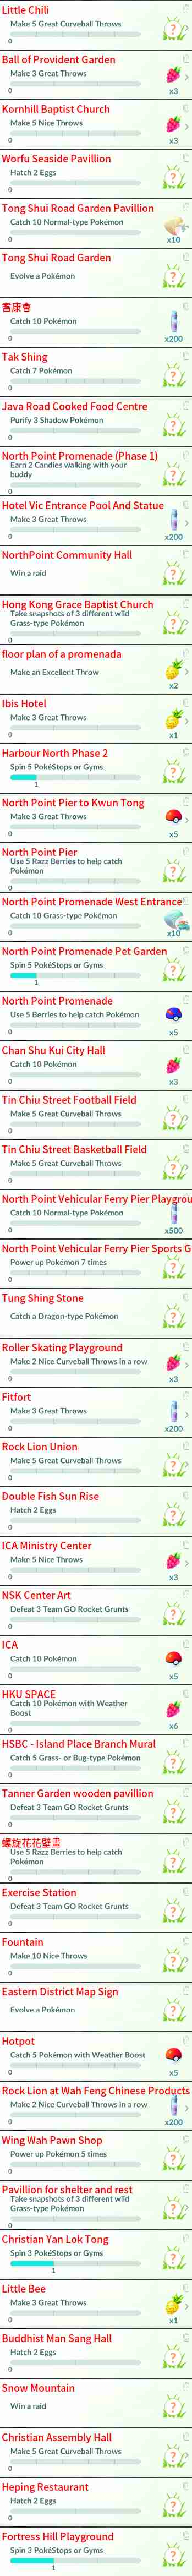 Little Chili
Make 5 Great Curveball Throws
0
Ball of Provident Garden
Make 3 Great Throws
0
x3
Kornhill Baptist Church
Make 5 Nice Throws
0
x3
Worfu Seaside Pavillion
Hatch 2 Eggs
0
Tong Shui Road Garden Pavillion
Catch 10 Normal-type Pokémon
0
x10
Tong Shui Road Garden
Evolve a Pokémon
耆康會
Catch 10 Pokémon
0
x200
Tak Shing
Catch 7 Pokémon
0
Java Road Cooked Food Centre
Purify 3 Shadow Pokémon
0
North Point Promenade (Phase 1)
Earn 2 Candies walking with your
buddy
0
Hotel Vic Entrance Pool And Statue
Make 3 Great Throws
0
x200
NorthPoint Community Hall
Win a raid
Hong Kong Grace Baptist Church
Take snapshots of 3 different wild
Grass-type Pokémon
0
floor plan of a promenada
Make an Excellent Throw
x2
Ibis Hotel
Make 3 Great Throws
0
x1
Harbour North Phase 2
Spin 5 PokéStops or Gyms
1
North Point Pier to Kwun Tong
Make 3 Great Throws
0
x5
North Point Pier
Use 5 Razz Berries to help catch
Pokémon
0
North Point Promenade West Entrance
Catch 10 Grass-type Pokémon
0
x10
North Point Promenade Pet Garden
Spin 5 PokéStops or Gyms
1
North Point Promenade
Use 5 Berries to help catch Pokémon
0
x5
Chan Shu Kui City Hall
Catch 10 Pokémon
0
x3
Tin Chiu Street Football Field
Make 5 Great Curveball Throws
0
Tin Chiu Street Basketball Field
Make 5 Great Curveball Throws
0
North Point Vehicular Ferry Pier Playgrou
Catch 10 Normal-type Pokémon
0
x500
North Point Vehicular Ferry Pier Sports G
Power up Pokémon 7 times
0
Tung Shing Stone
Catch a Dragon-type Pokémon
Roller Skating Playground
Make 2 Nice Curveball Throws in a row
0
x3
Fitfort
Make 3 Great Throws
0
x200
Rock Lion Union
Make 5 Great Curveball Throws
0
Double Fish Sun Rise
Hatch 2 Eggs
0
ICA Ministry Center
Make 5 Nice Throws
0
x3
NSK Center Art
Defeat 3 Team GO Rocket Grunts
0
ICA
Catch 10 Pokémon
0
x5
HKU SPACE
Catch 10 Pokémon with Weather
Boost
0
x6
HSBC - Island Place Branch Mural
Catch 5 Grass- or Bug-type Pokémon
0
Tanner Garden wooden pavillion
Defeat 3 Team GO Rocket Grunts
0
螺旋花花壁畫
Use 5 Razz Berries to help catch
Pokémon
0
Exercise Station
Defeat 3 Team GO Rocket Grunts
0
Fountain
Make 10 Nice Throws
0
Eastern District Map Sign
Evolve a Pokémon
Hotpot
Catch 5 Pokémon with Weather Boost
0
x5
Rock Lion at Wah Feng Chinese Products
Make 2 Nice Curveball Throws in a row
0
x200
Wing Wah Pawn Shop
Power up Pokémon 5 times
0
Pavillion for shelter and rest
Take snapshots of 3 different wild
Grass-type Pokémon
0
Christian Yan Lok Tong
Spin 3 PokéStops or Gyms
1
Little Bee
Make 3 Great Throws
0
x1
Buddhist Man Sang Hall
Hatch 2 Eggs
0
Snow Mountain
Win a raid
Christian Assembly Hall
Make 5 Great Curveball Throws
0
Heping Restaurant
Hatch 2 Eggs
0
Fortress Hill Playground
Spin 3 PokéStops or Gyms
1